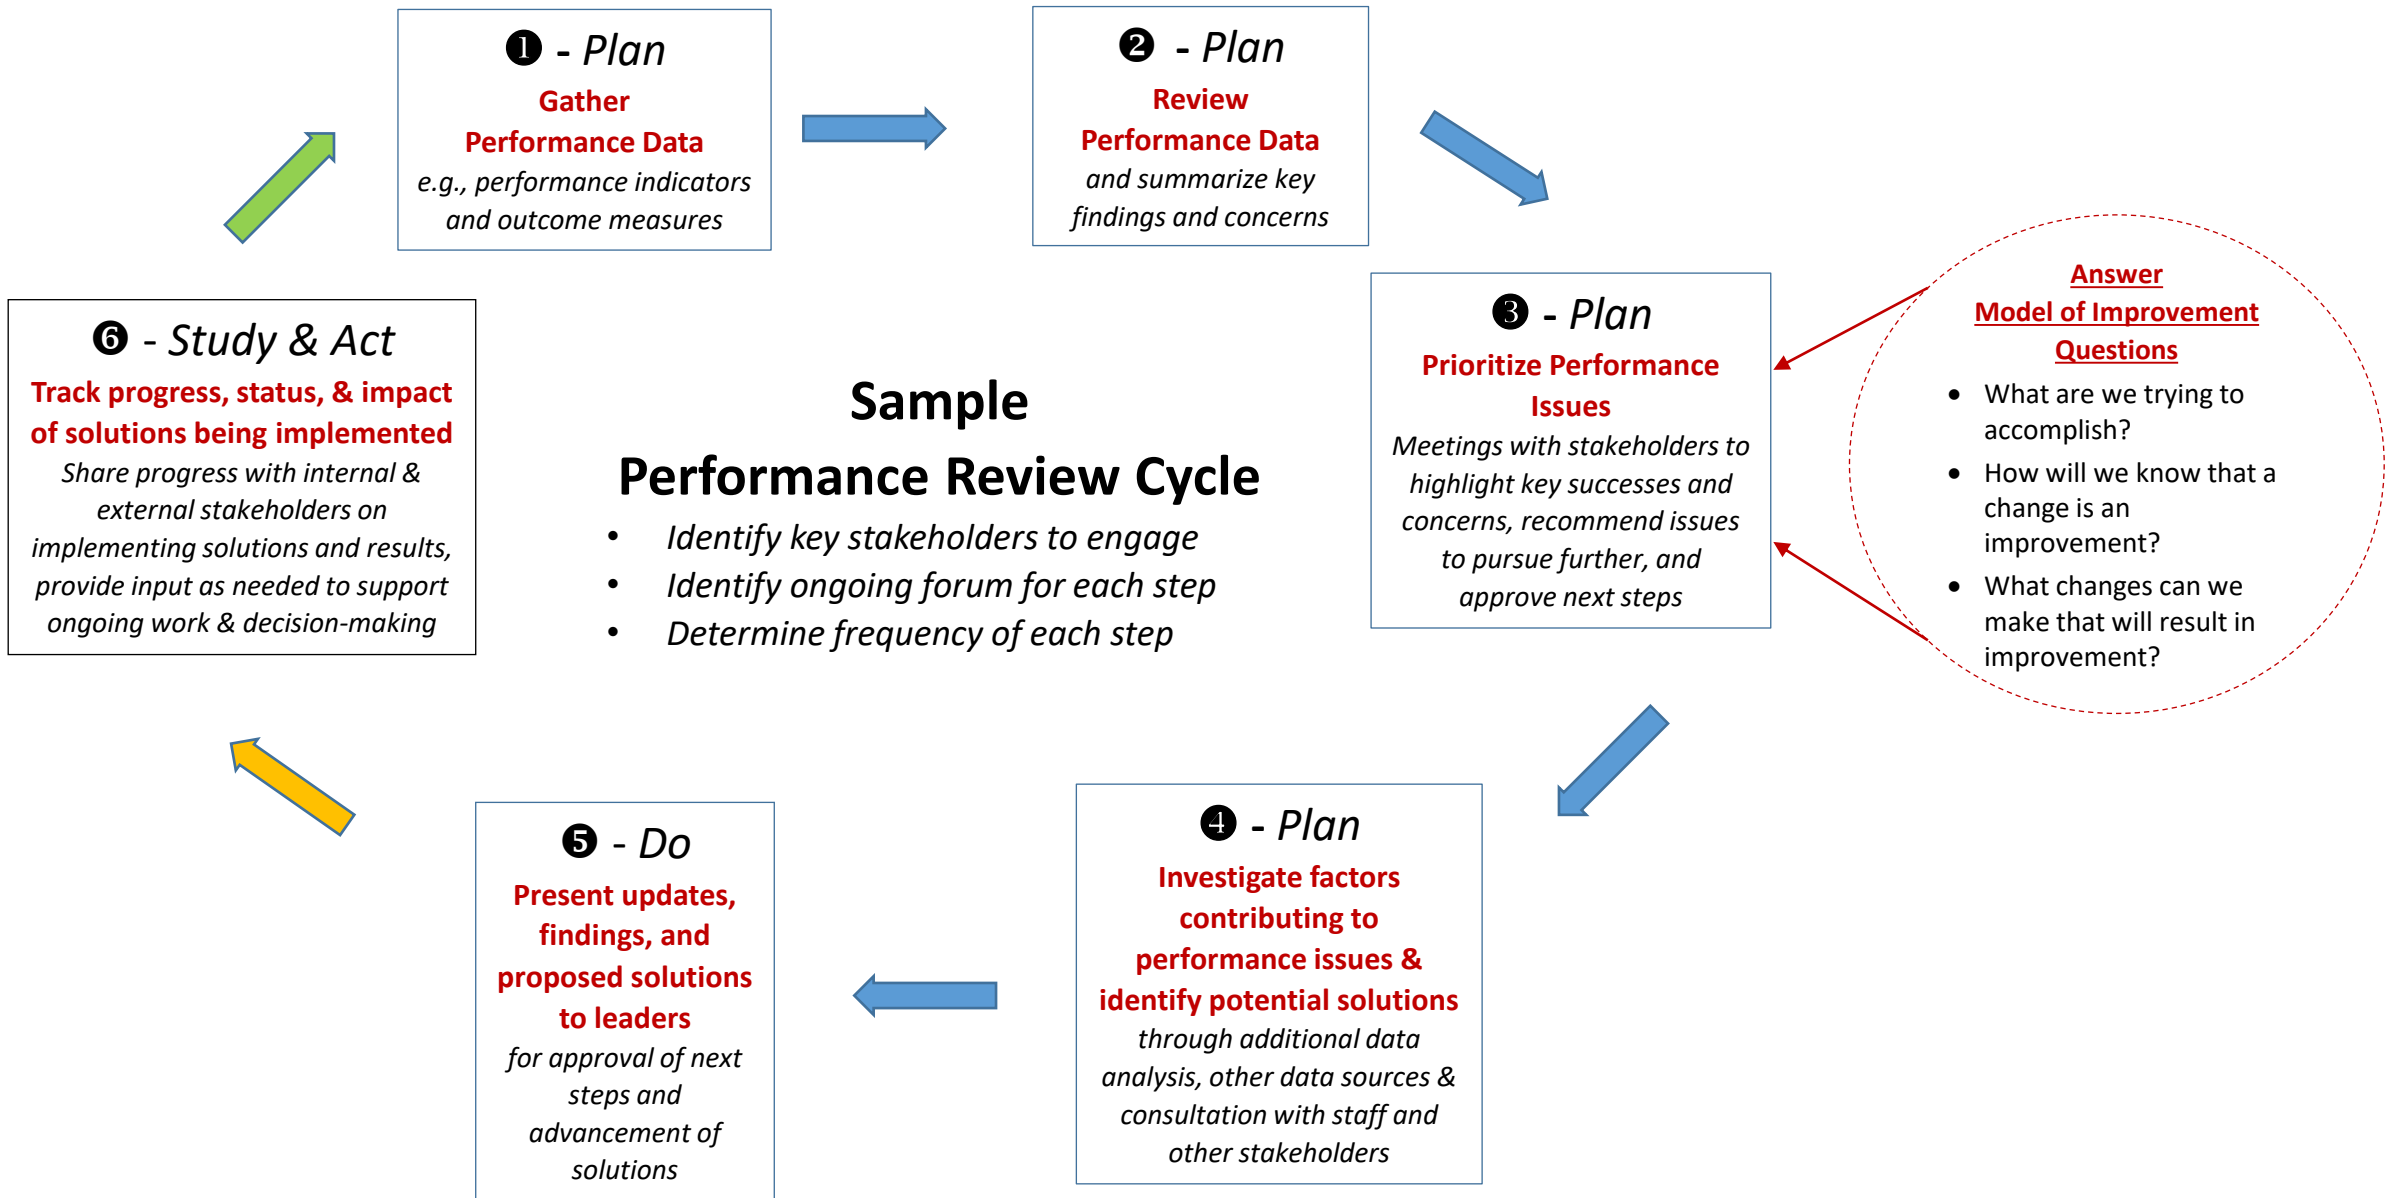 ❶ - Plan
Gather
Performance Data
e.g., performance indicators
and outcome measures
❷ - Plan
Review
Performance Data
and summarize key
findings and concerns
❸ - Plan
Prioritize Performance
Issues
Meetings with stakeholders to
highlight key successes and
concerns, recommend issues
to pursue further, and
approve next steps
Answer
Model of Improvement
Questions
• What are we trying to
accomplish?
• How will we know that a
change is an
improvement?
• What changes can we
make that will result in
improvement?
❻ - Study & Act
Track progress, status, & impact
of solutions being implemented
Share progress with internal &
external stakeholders on
implementing solutions and results,
provide input as needed to support
ongoing work & decision-making
Sample
Performance Review Cycle
• Identify key stakeholders to engage
• Identify ongoing forum for each step
• Determine frequency of each step
❹ - Plan
Investigate factors
contributing to
performance issues &
identify potential solutions
through additional data
analysis, other data sources &
consultation with staff and
other stakeholders
❺ - Do
Present updates,
findings, and
proposed solutions
to leaders
for approval of next
steps and
advancement of
solutions